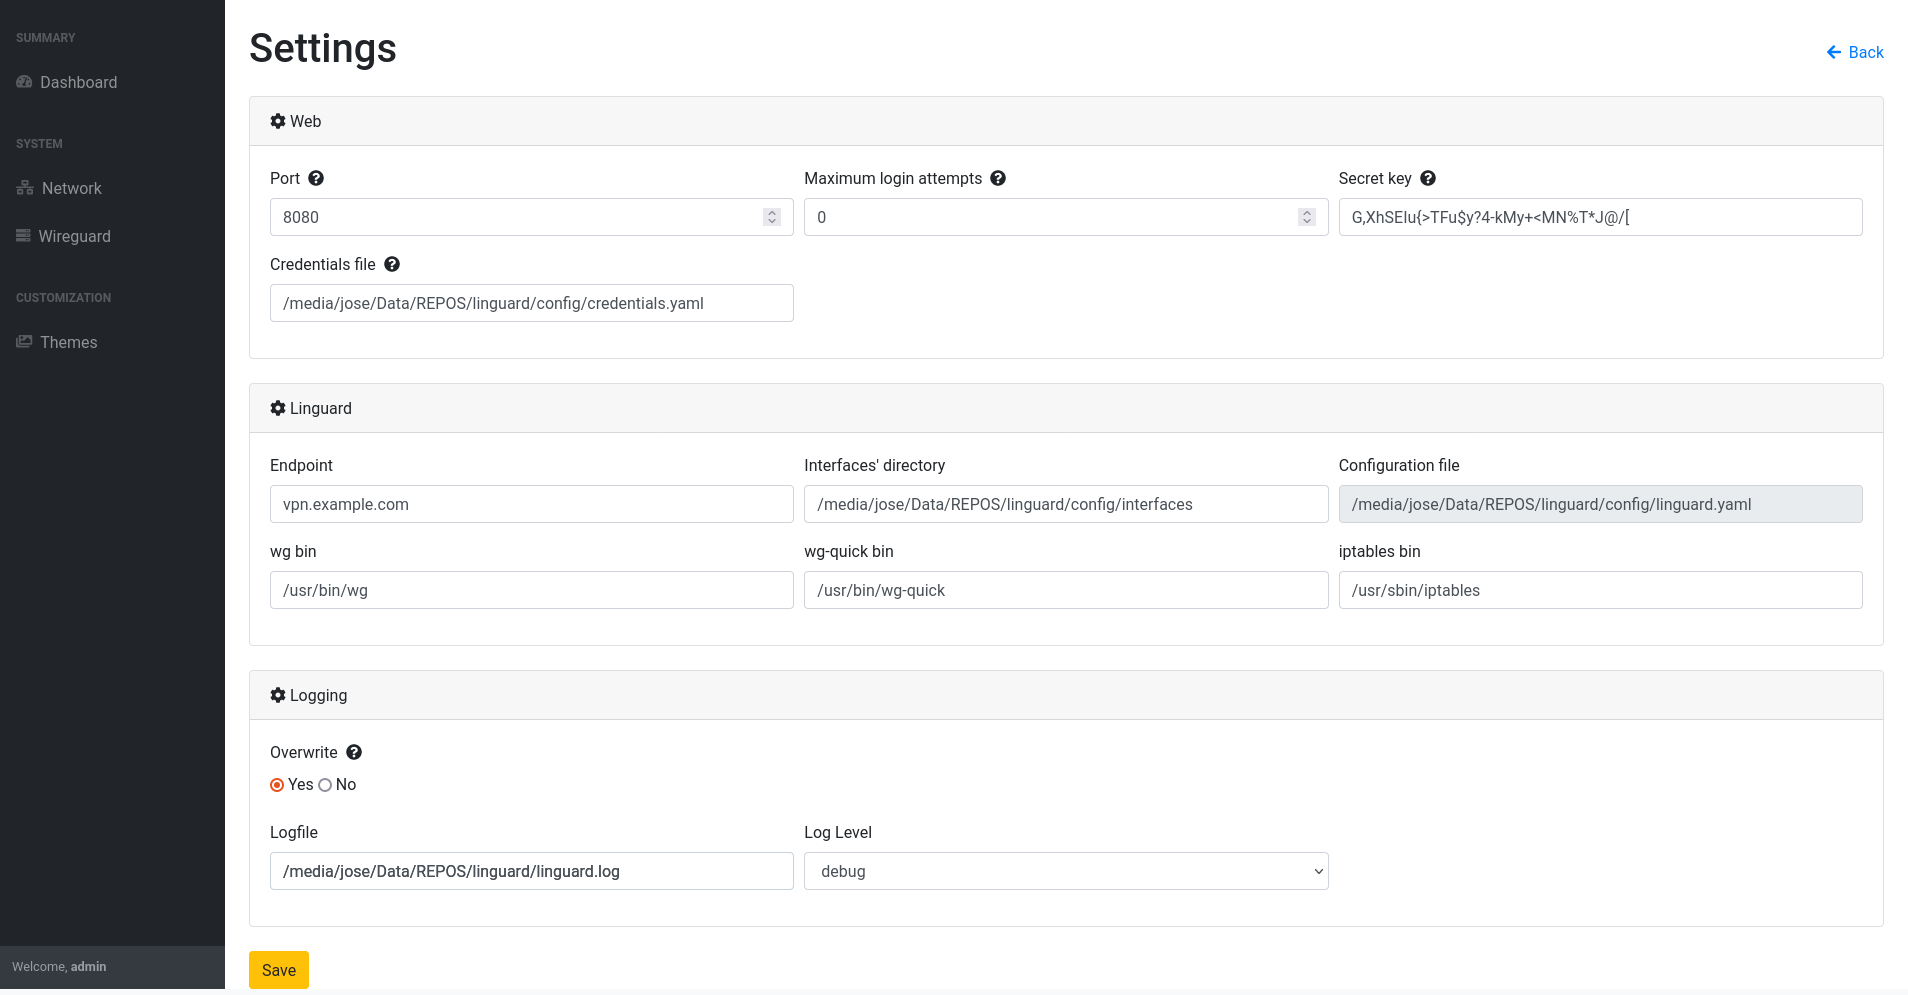 SUMMARY
Dashboard
SYSTEM
Network
Wireguard
CUSTOMIZATION
Themes
Welcome, admin
Settings
Back
Web
Port Maximum login attempts Secret key
8080 0 G,XhSElu{>TFu$y?4-kMy+<MN%T*J@/[
Credentials file
/media/jose/Data/REPOS/linguard/config/credentials.yaml
Linguard
Endpoint Interfaces' directory Configuration file
vpn.example.com /media/jose/Data/REPOS/linguard/config/interfaces /media/jose/Data/REPOS/linguard/config/linguard.yaml
wg bin wg-quick bin iptables bin
/usr/bin/wg /usr/bin/wg-quick /usr/sbin/iptables
Logging
Overwrite
Yes No
Logfile Log Level
/media/jose/Data/REPOS/linguard/linguard.log debug
Save